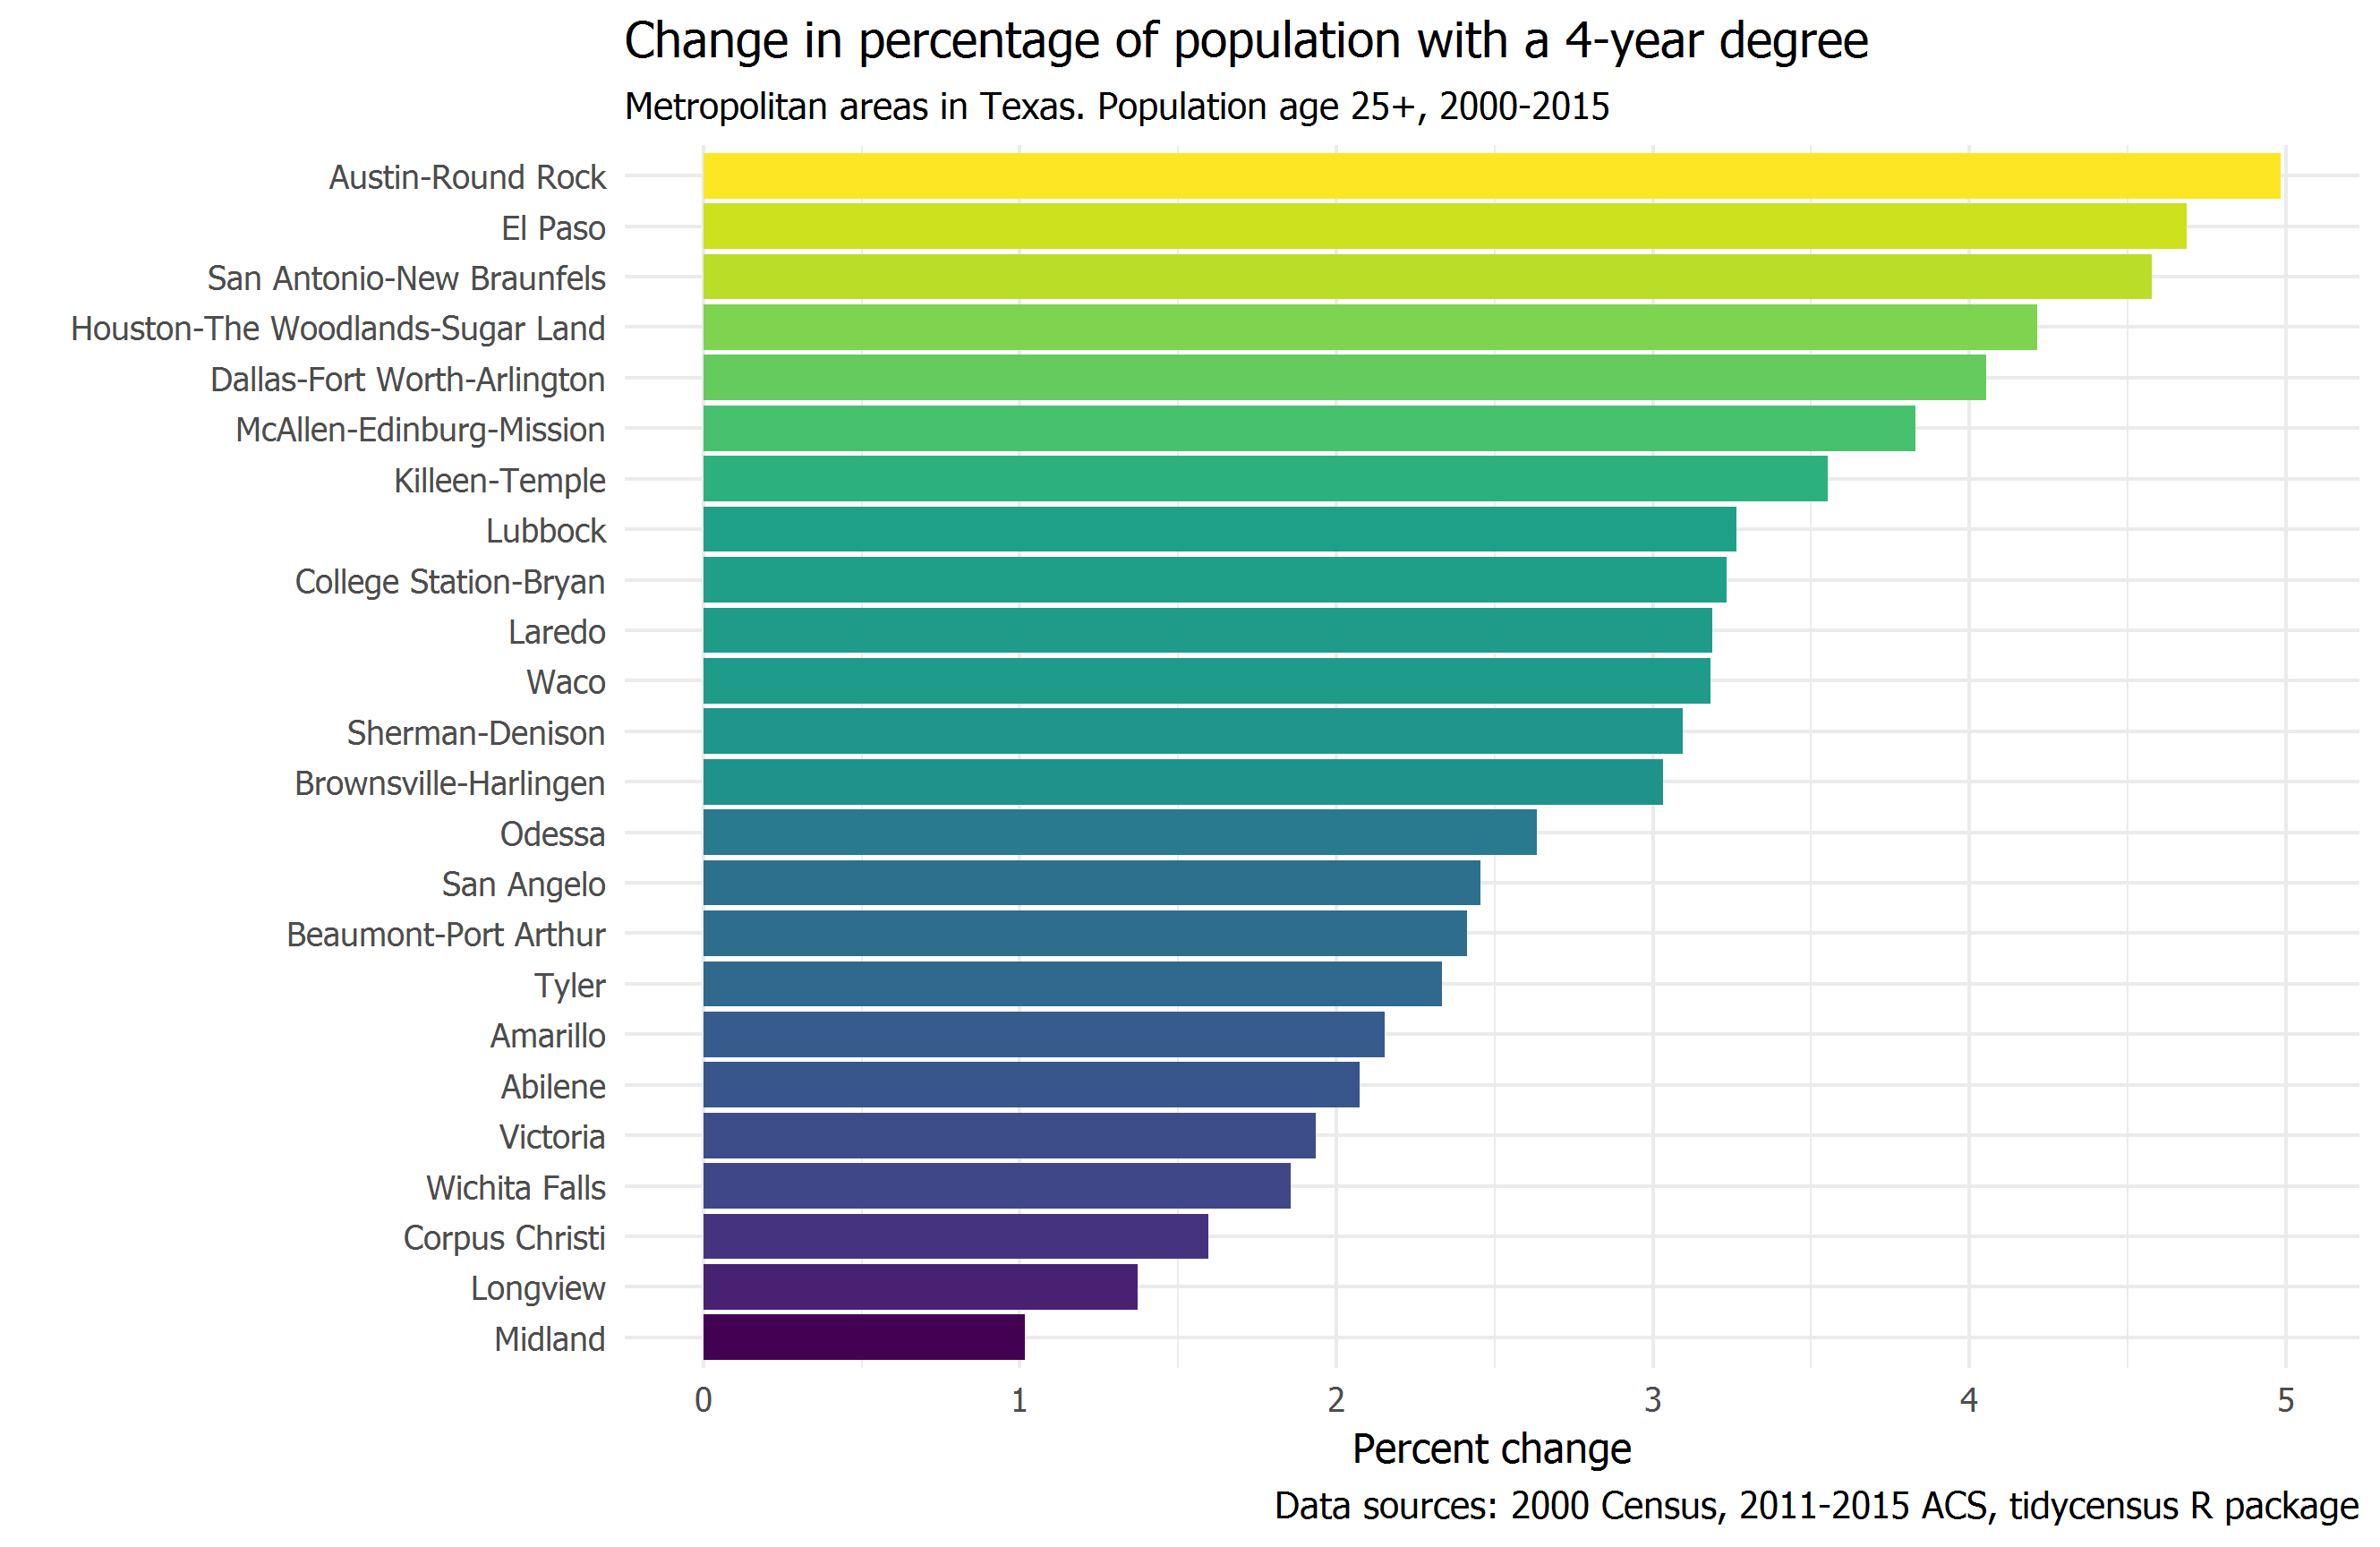 Change in percentage of population with a 4-year degree
Metropolitan areas in Texas. Population age 25+, 2000-2015
Austin-Round Rock
El Paso
San Antonio-New Braunfels
Houston-The Woodlands-Sugar Land
Dallas-Fort Worth-Arlington
McAllen-Edinburg-Mission
Killeen-Temple
Lubbock
College Station-Bryan
Laredo
Waco
Sherman-Denison
Brownsville-Harlingen
Odessa
San Angelo
Beaumont-Port Arthur
Tyler
Amarillo
Abilene
Victoria
Wichita Falls
Corpus Christi
Longview
Midland
0 1 2 3 4 5
Percent change
Data sources: 2000 Census, 2011-2015 ACS, tidycensus R package